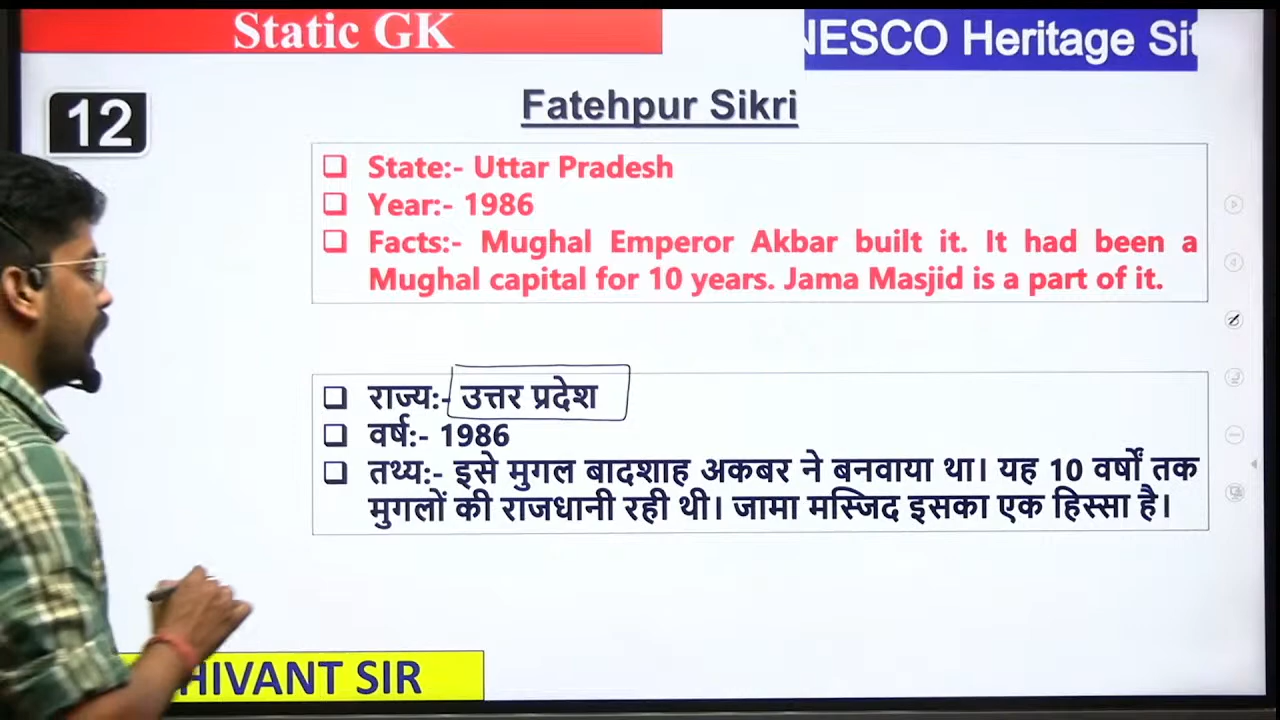 Static GK
NESCO Heritage Sit
12
Fatehpur Sikri
❑ State:- Uttar Pradesh
❑ Year:- 1986
❑ Facts:- Mughal Emperor Akbar built it. It had been a
Mughal capital for 10 years. Jama Masjid is a part of it.
❑ राज्य:- उत्तर प्रदेश
❑ वर्ष:- 1986
❑ तथ्य:- इसे मुगल बादशाह अकबर ने बनवाया था। यह 10 वर्षों तक
मुगलों की राजधानी रही थी। जामा मस्जिद इसका एक हिस्सा है।
HIVANT SIR